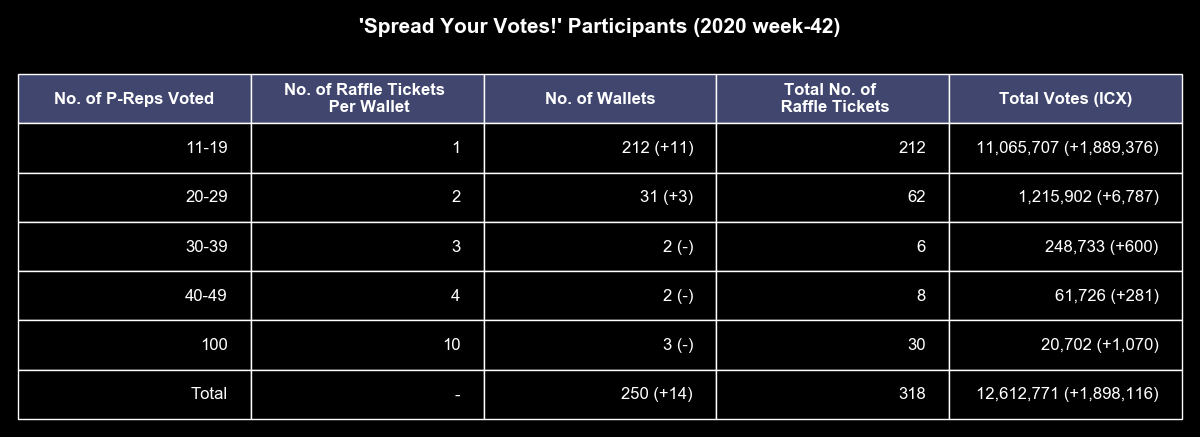 'Spread Your Votes!' Participants (2020 week-42)
No. of P-Reps Voted No. of Raffle Tickets Per Wallet No. of Wallets Total No. of Raffle Tickets Total Votes (ICX)
11-19 1 212 (+11) 212 11,065,707 (+1,889,376)
20-29 2 31 (+3) 62 1,215,902 (+6,787)
30-39 3 2 (-) 6 248,733 (+600)
40-49 4 2 (-) 8 61,726 (+281)
100 10 3 (-) 30 20,702 (+1,070)
Total - 250 (+14) 318 12,612,771 (+1,898,116)